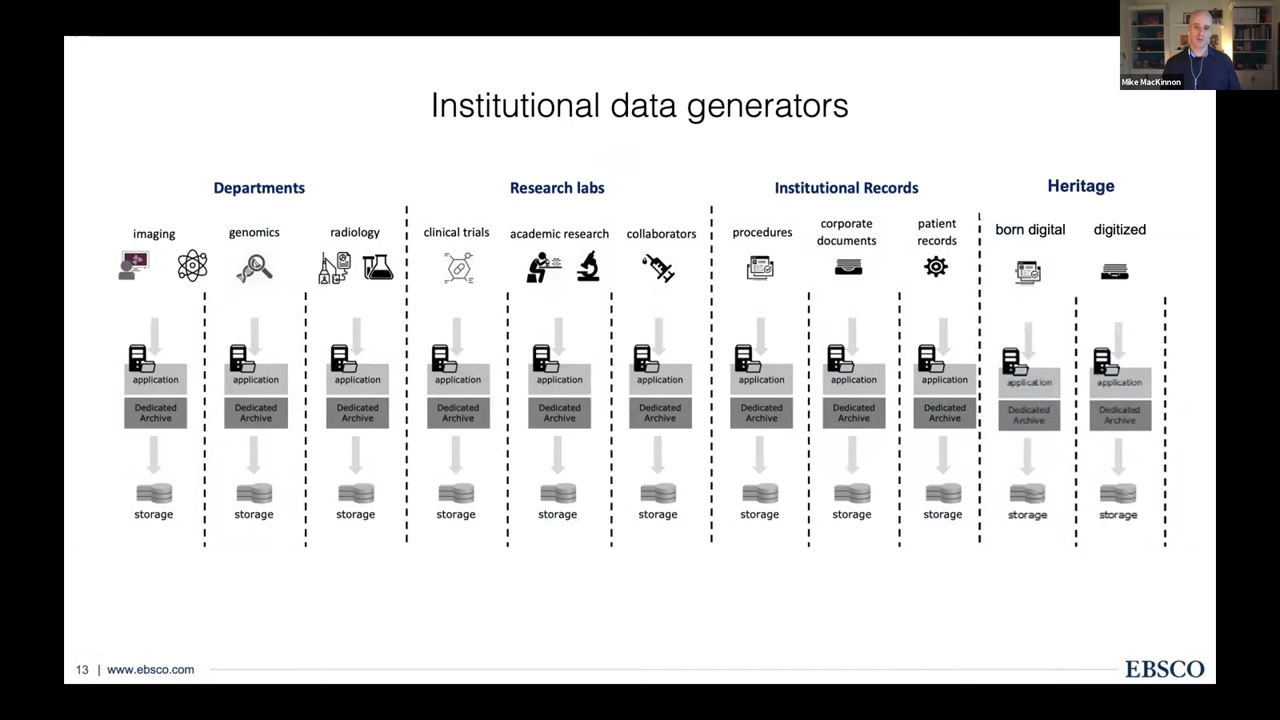 Mike MacKinnon
Institutional data generators
Departments
Research labs
Institutional Records
Heritage
imaging
genomics
radiology
clinical trials
academic research
collaborators
procedures
corporate
documents
patient
records
born digital
digitized
application
application
application
application
application
application
application
application
application
application
application
Dedicated
Archive
Dedicated
Archive
Dedicated
Archive
Dedicated
Archive
Dedicated
Archive
Dedicated
Archive
Dedicated
Archive
Dedicated
Archive
Dedicated
Archive
Dedicated
Archive
Dedicated
Archive
storage
storage
storage
storage
storage
storage
storage
storage
storage
storage
storage
13 | www.ebsco.com
EBSCO